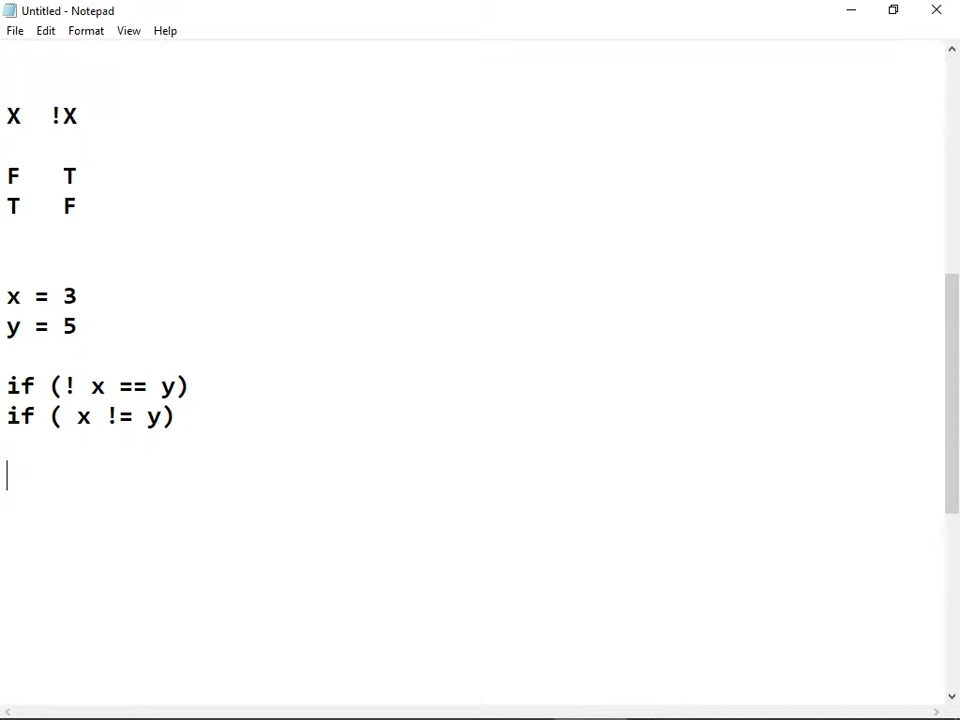 Untitled - Notepad
File Edit Format View Help
X !X
F T
T F
x = 3
y = 5
if (! x == y)
if ( x != y)